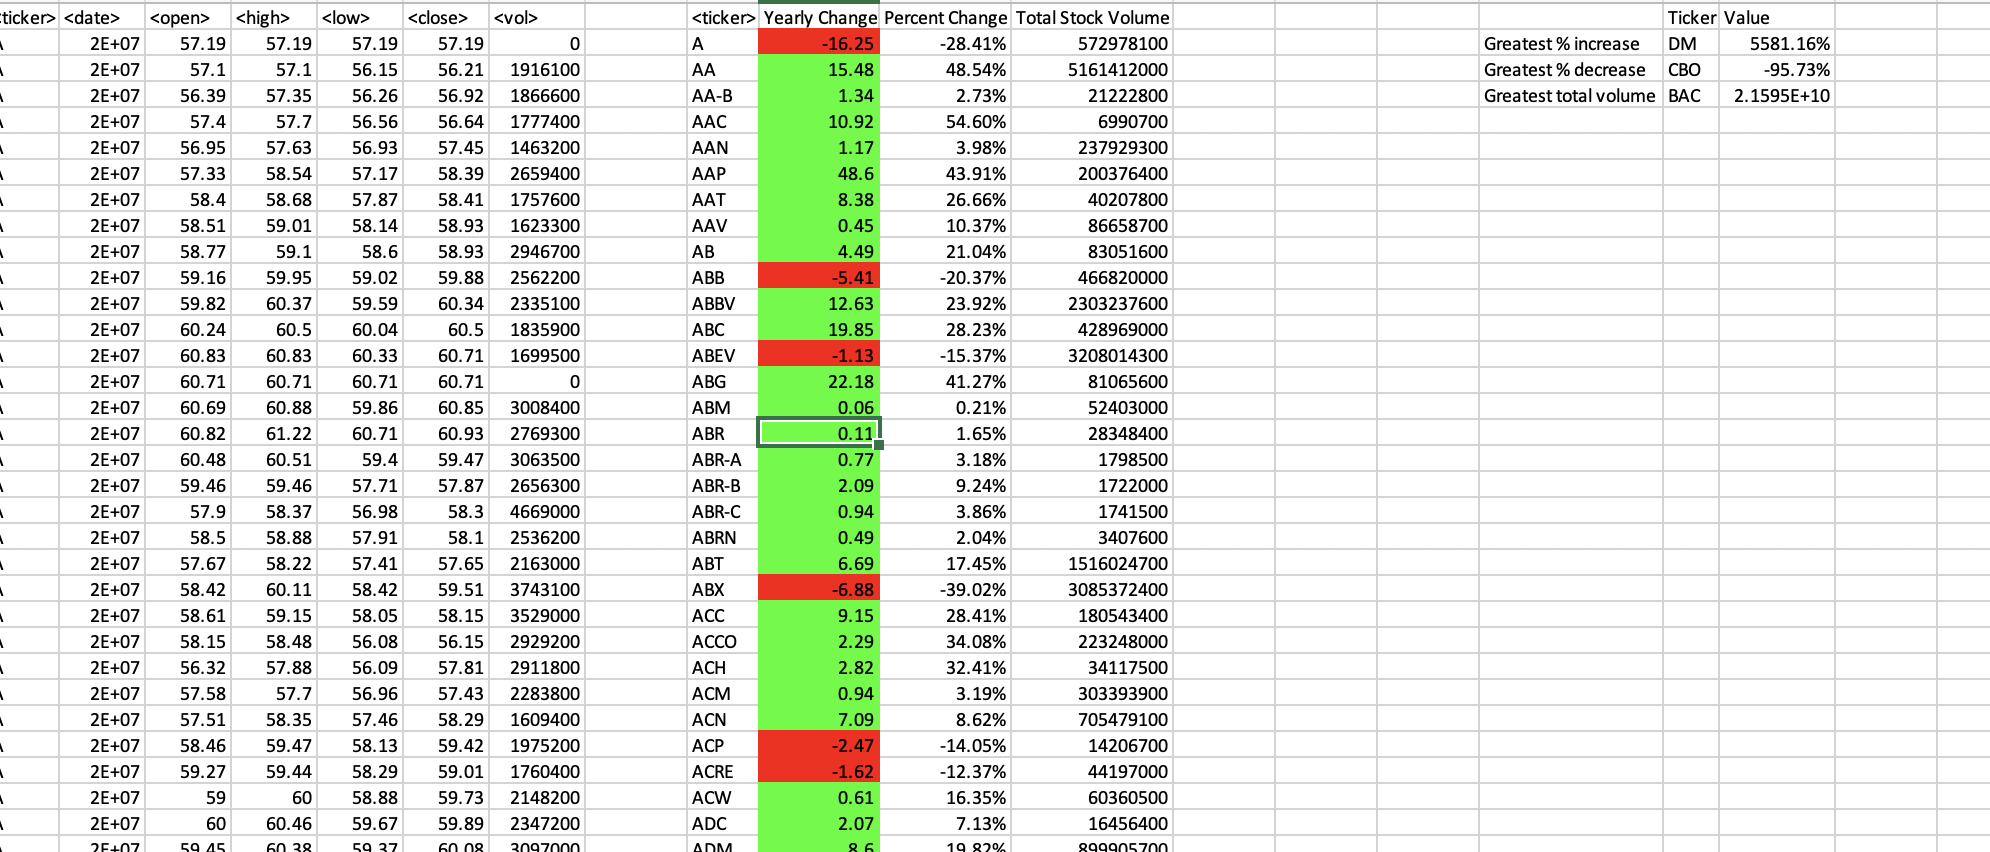 ticker> <date> <open> <high> <low> <close> <vol> <ticker> Yearly Change Percent Change Total Stock Volume Ticker Value
A 2E+07 57.19 57.19 57.19 57.19 0 A -16.25 -28.41% 572978100 Greatest % increase DM 5581.16%
A 2E+07 57.1 57.1 56.15 56.21 1916100 AA 15.48 48.54% 5161412000 Greatest % decrease CBO -95.73%
A 2E+07 56.39 57.35 56.26 56.92 1866600 AA-B 1.34 2.73% 21222800 Greatest total volume BAC 2.1595E+10
A 2E+07 57.4 57.7 56.56 56.64 1777400 AAC 10.92 54.60% 6990700
A 2E+07 56.95 57.63 56.93 57.45 1463200 AAN 1.17 3.98% 237929300
A 2E+07 57.33 58.54 57.17 58.39 2659400 AAP 48.6 43.91% 200376400
A 2E+07 58.4 58.68 57.87 58.41 1757600 AAT 8.38 26.66% 40207800
A 2E+07 58.51 59.01 58.14 58.93 1623300 AAV 0.45 10.37% 86658700
A 2E+07 58.77 59.1 58.6 58.93 2946700 AB 4.49 21.04% 83051600
A 2E+07 59.16 59.95 59.02 59.88 2562200 ABB -5.41 -20.37% 466820000
A 2E+07 59.82 60.37 59.59 60.34 2335100 ABBV 12.63 23.92% 2303237600
A 2E+07 60.24 60.5 60.04 60.5 1835900 ABC 19.85 28.23% 428969000
A 2E+07 60.83 60.83 60.33 60.71 1699500 ABEV -1.13 -15.37% 3208014300
A 2E+07 60.71 60.71 60.71 60.71 0 ABG 22.18 41.27% 81065600
A 2E+07 60.69 60.88 59.86 60.85 3008400 ABM 0.06 0.21% 52403000
A 2E+07 60.82 61.22 60.71 60.93 2769300 ABR 0.11 1.65% 28348400
A 2E+07 60.48 60.51 59.4 59.47 3063500 ABR-A 0.77 3.18% 1798500
A 2E+07 59.46 59.46 57.71 57.87 2656300 ABR-B 2.09 9.24% 1722000
A 2E+07 57.9 58.37 56.98 58.3 4669000 ABR-C 0.94 3.86% 1741500
A 2E+07 58.5 58.88 57.91 58.1 2536200 ABRN 0.49 2.04% 3407600
A 2E+07 57.67 58.22 57.41 57.65 2163000 ABT 6.69 17.45% 1516024700
A 2E+07 58.42 60.11 58.42 59.51 3743100 ABX -6.88 -39.02% 3085372400
A 2E+07 58.61 59.15 58.05 58.15 3529000 ACC 9.15 28.41% 180543400
A 2E+07 58.15 58.48 56.08 56.15 2929200 ACCO 2.29 34.08% 223248000
A 2E+07 56.32 57.88 56.09 57.81 2911800 ACH 2.82 32.41% 34117500
A 2E+07 57.58 57.7 56.96 57.43 2283800 ACM 0.94 3.19% 303393900
A 2E+07 57.51 58.35 57.46 58.29 1609400 ACN 7.09 8.62% 705479100
A 2E+07 58.46 59.47 58.13 59.42 1975200 ACP -2.47 -14.05% 14206700
A 2E+07 59.27 59.44 58.29 59.01 1760400 ACRE -1.62 -12.37% 44197000
A 2E+07 59 60 58.88 59.73 2148200 ACW 0.61 16.35% 60360500
A 2E+07 60 60.46 59.67 59.89 2347200 ADC 2.07 7.13% 16456400
A 2E+07 59.45 60.38 59.37 60.08 3097000 ADM 8.6 19.82% 899905700